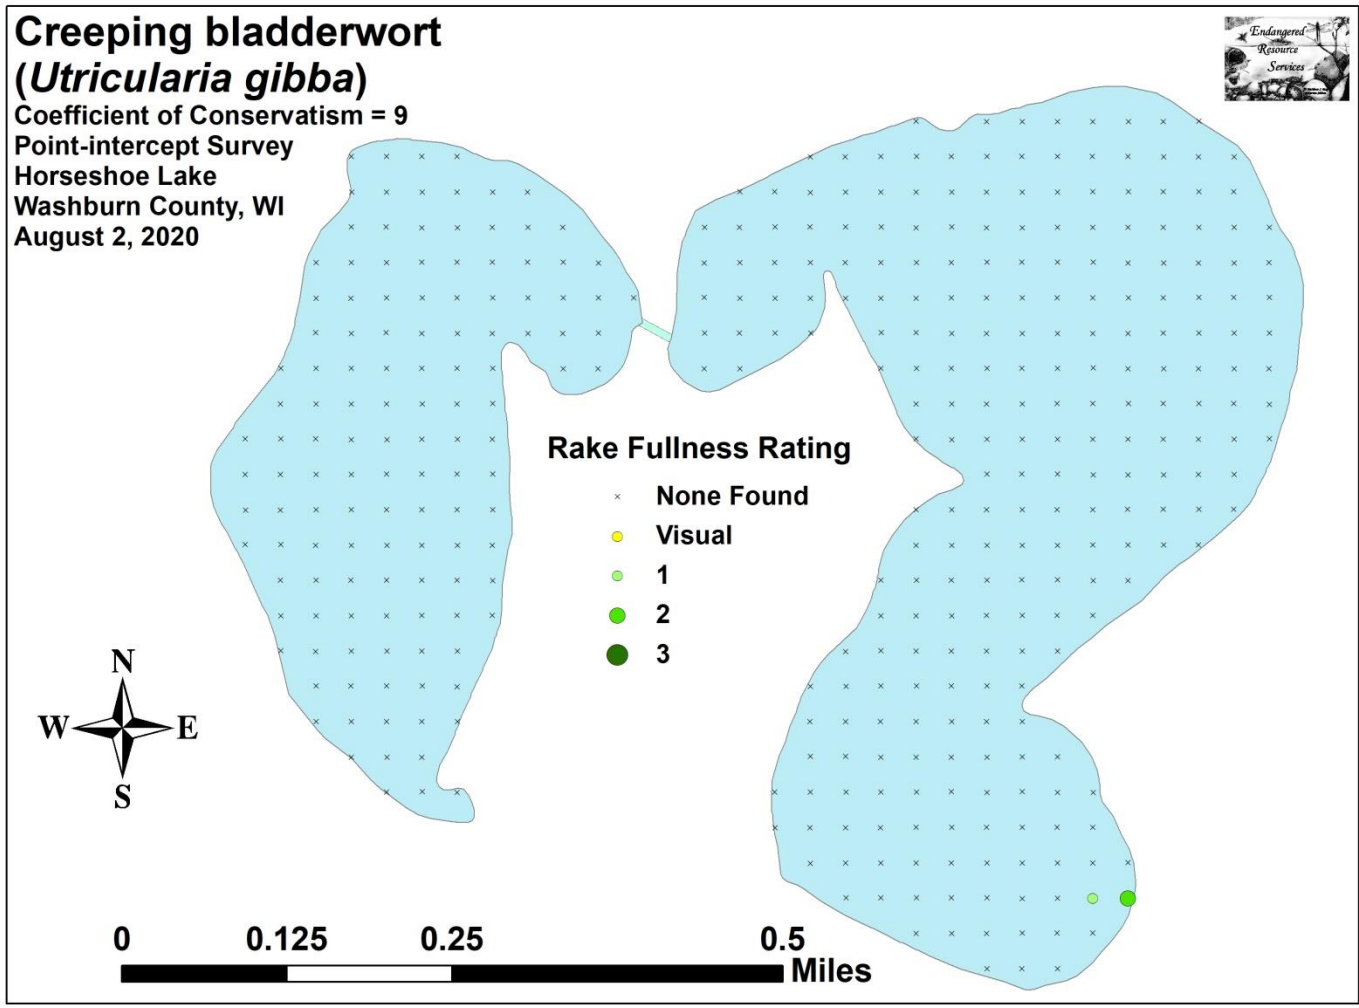 Creeping bladderwort
(Utricularia gibba)
Coefficient of Conservatism = 9
Point-intercept Survey
Horseshoe Lake
Washburn County, WI
August 2, 2020
Endangered
Resource
Services
Rake Fullness Rating
None Found
Visual
1
2
3
N
W E
S
0 0.125 0.25 0.5
Miles